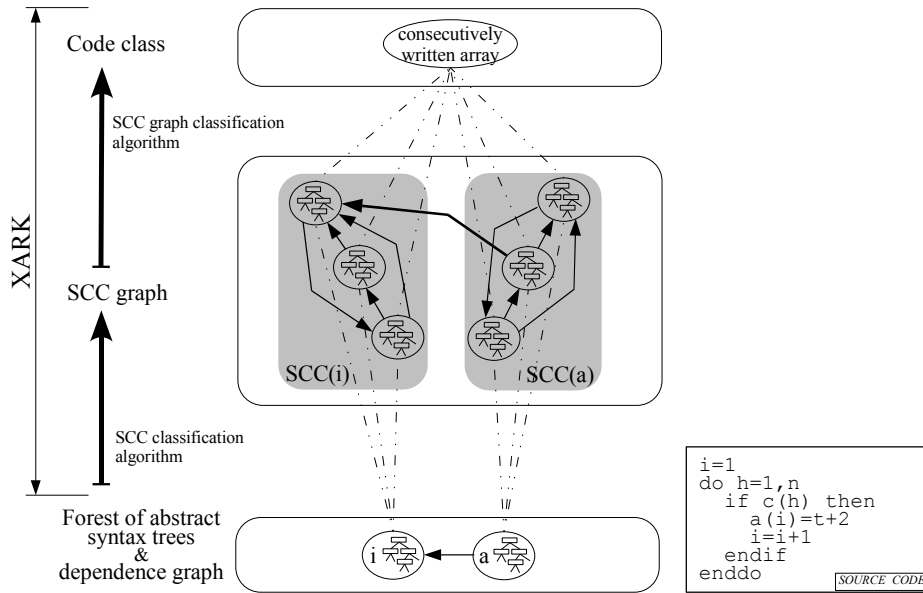 Code class
consecutively
written array
SCC graph classification
algorithm
XARK
SCC graph
SCC(i)
SCC(a)
SCC classification
algorithm
Forest of abstract
syntax trees
&
dependence graph
i
a
i=1
do h=1,n
if c(h) then
a(i)=t+2
i=i+1
endif
enddo
SOURCE CODE